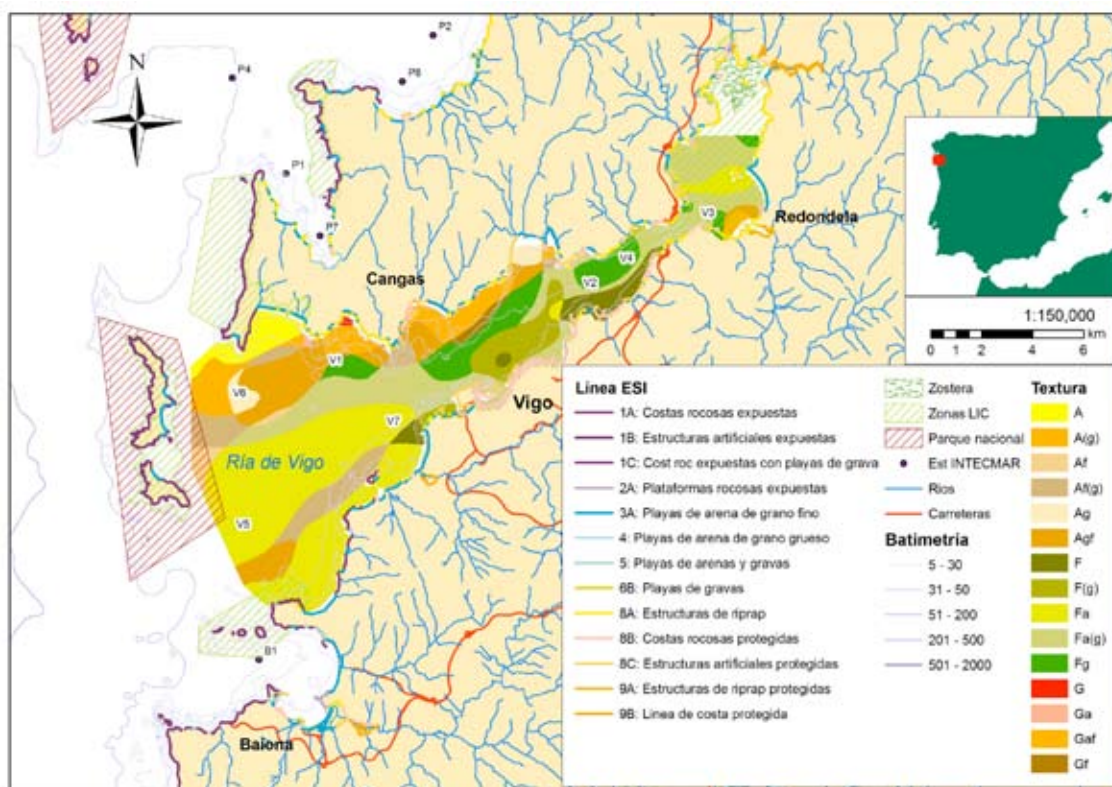 P2
P4
P8
N
P1
P7
V3
Redondela
V4
Cangas
V2
1:150,000
0 1 2 4 6
km
V1
V6
Vigo
V7
Ría de Vigo
V5
B1
Baiona
Línea ESI
1A: Costas rocosas expuestas
1B: Estructuras artificiales expuestas
1C: Cost roc expuestas con playas de grava
2A: Plataformas rocosas expuestas
3A: Playas de arena de grano fino
4: Playas de arena de grano grueso
5: Playas de arenas y gravas
6B: Playas de gravas
8A: Estructuras de riprap
8B: Costas rocosas protegidas
8C: Estructuras artificiales protegidas
9A: Estructuras de riprap protegidas
9B: Linea de costa protegida
Zostera
Zonas LIC
Parque nacional
Est INTECMAR
Rios
Carreteras
Batimetría
5 - 30
31 - 50
51 - 200
201 - 500
501 - 2000
Textura
A
A(g)
Af
Af(g)
Ag
Agf
F
F(g)
Fa
Fa(g)
Fg
G
Ga
Gaf
Gf